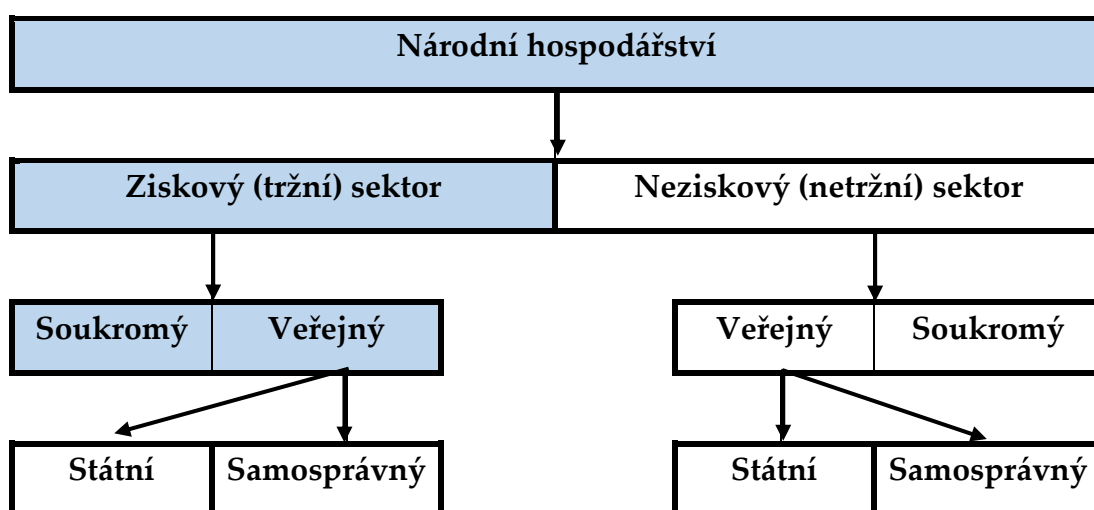 Národní hospodářství
Ziskový (tržní) sektor
Neziskový (netržní) sektor
Soukromý
Veřejný
Veřejný
Soukromý
Státní
Samosprávný
Státní
Samosprávný